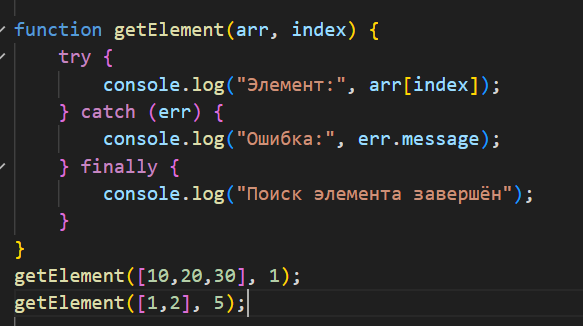 function getElement(arr, index) {
    try {
        console.log("Элемент:", arr[index]);
    } catch (err) {
        console.log("Ошибка:", err.message);
    } finally {
        console.log("Поиск элемента завершён");
    }
}
getElement([10,20,30], 1);
getElement([1,2], 5);